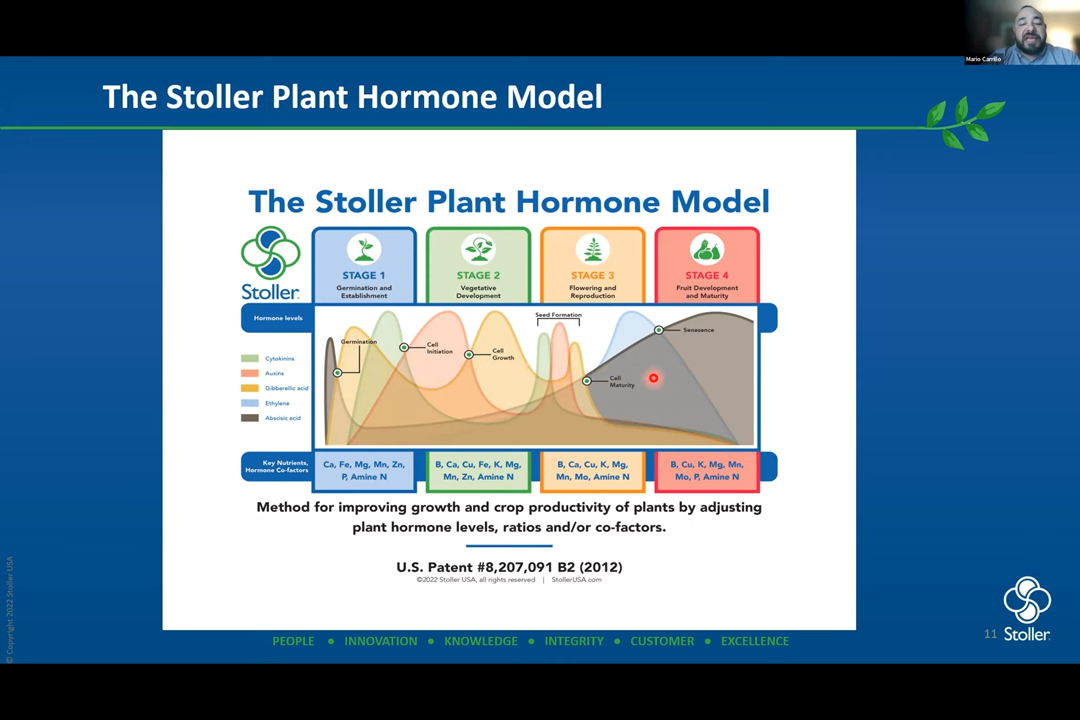 Mario Carrillo
The Stoller Plant Hormone Model
The Stoller Plant Hormone Model
Stoller
STAGE 1
Germination and
Establishment
STAGE 2
Vegetative
Development
STAGE 3
Flowering and
Reproduction
STAGE 4
Fruit Development
and Maturity
Hormone levels
Cytokinins
Auxins
Gibberellic acid
Ethylene
Abscisic acid
Germination
Cell
Initiation
Cell
Growth
Seed Formation
Cell
Maturity
Senasence
Key Nutrients,
Hormone Co-factors
Ca, Fe, Mg, Mn, Zn,
P, Amine N
B, Ca, Cu, Fe, K, Mg,
Mn, Zn, Amine N
B, Ca, Cu, K, Mg,
Mn, Mo, Amine N
B, Cu, K, Mg, Mn,
Mo, P, Amine N
Method for improving growth and crop productivity of plants by adjusting
plant hormone levels, ratios and/or co-factors.
U.S. Patent #8,207,091 B2 (2012)
©2022 Stoller USA, all rights reserved | StollerUSA.com
PEOPLE • INNOVATION • KNOWLEDGE • INTEGRITY • CUSTOMER • EXCELLENCE
© Copyright 2022 Stoller USA
11
Stoller